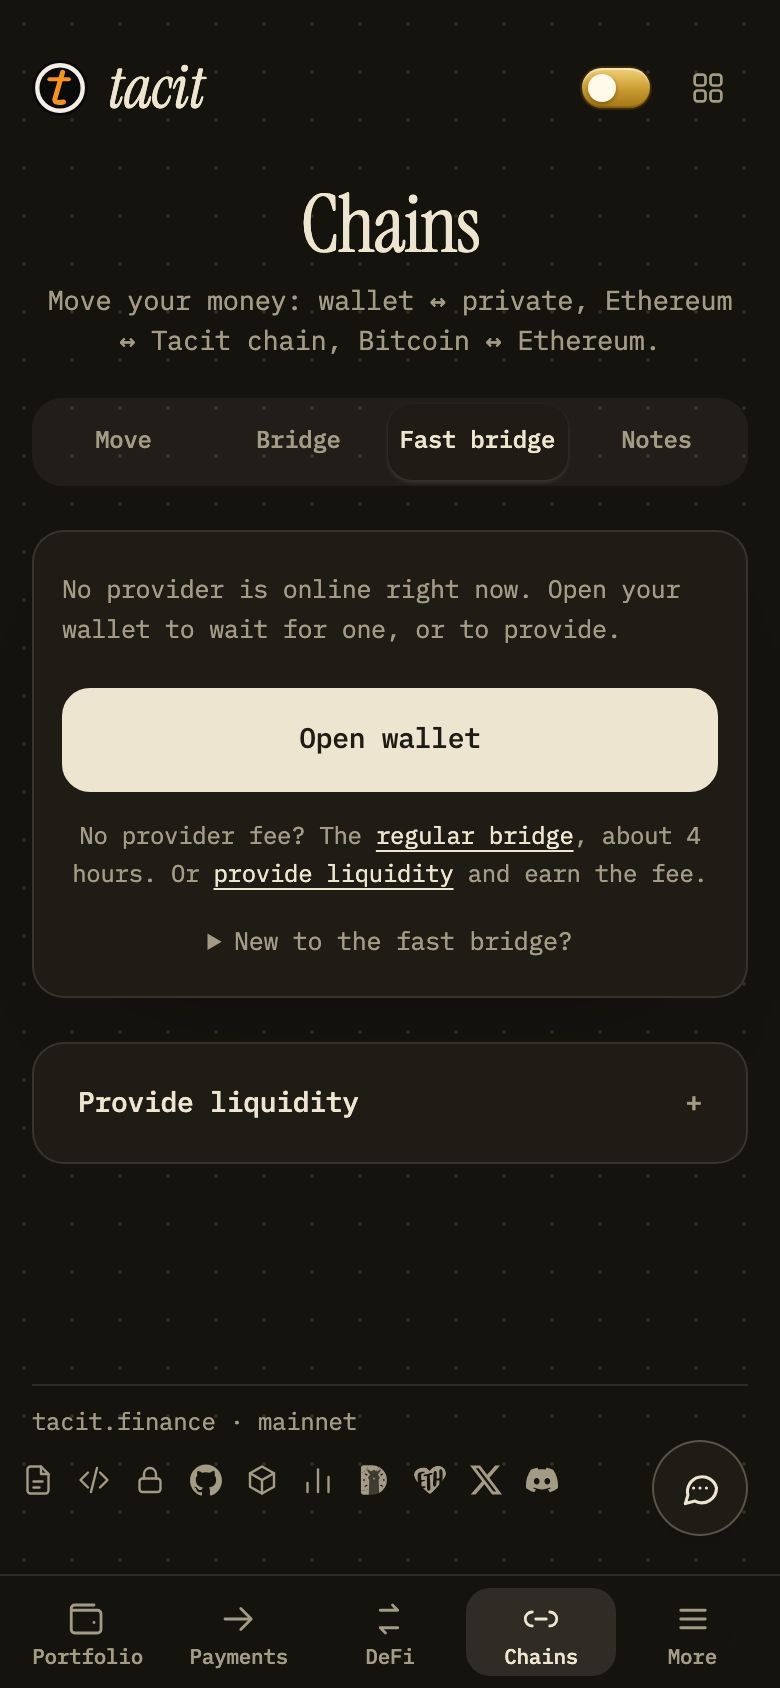 tacit
Chains
Move your money: wallet ↔ private, Ethereum
↔ Tacit chain, Bitcoin ↔ Ethereum.
Move Bridge Fast bridge Notes
No provider is online right now. Open your
wallet to wait for one, or to provide.
Open wallet
No provider fee? The regular bridge, about 4
hours. Or provide liquidity and earn the fee.
▶ New to the fast bridge?
Provide liquidity +
tacit.finance · mainnet
Portfolio Payments DeFi Chains More